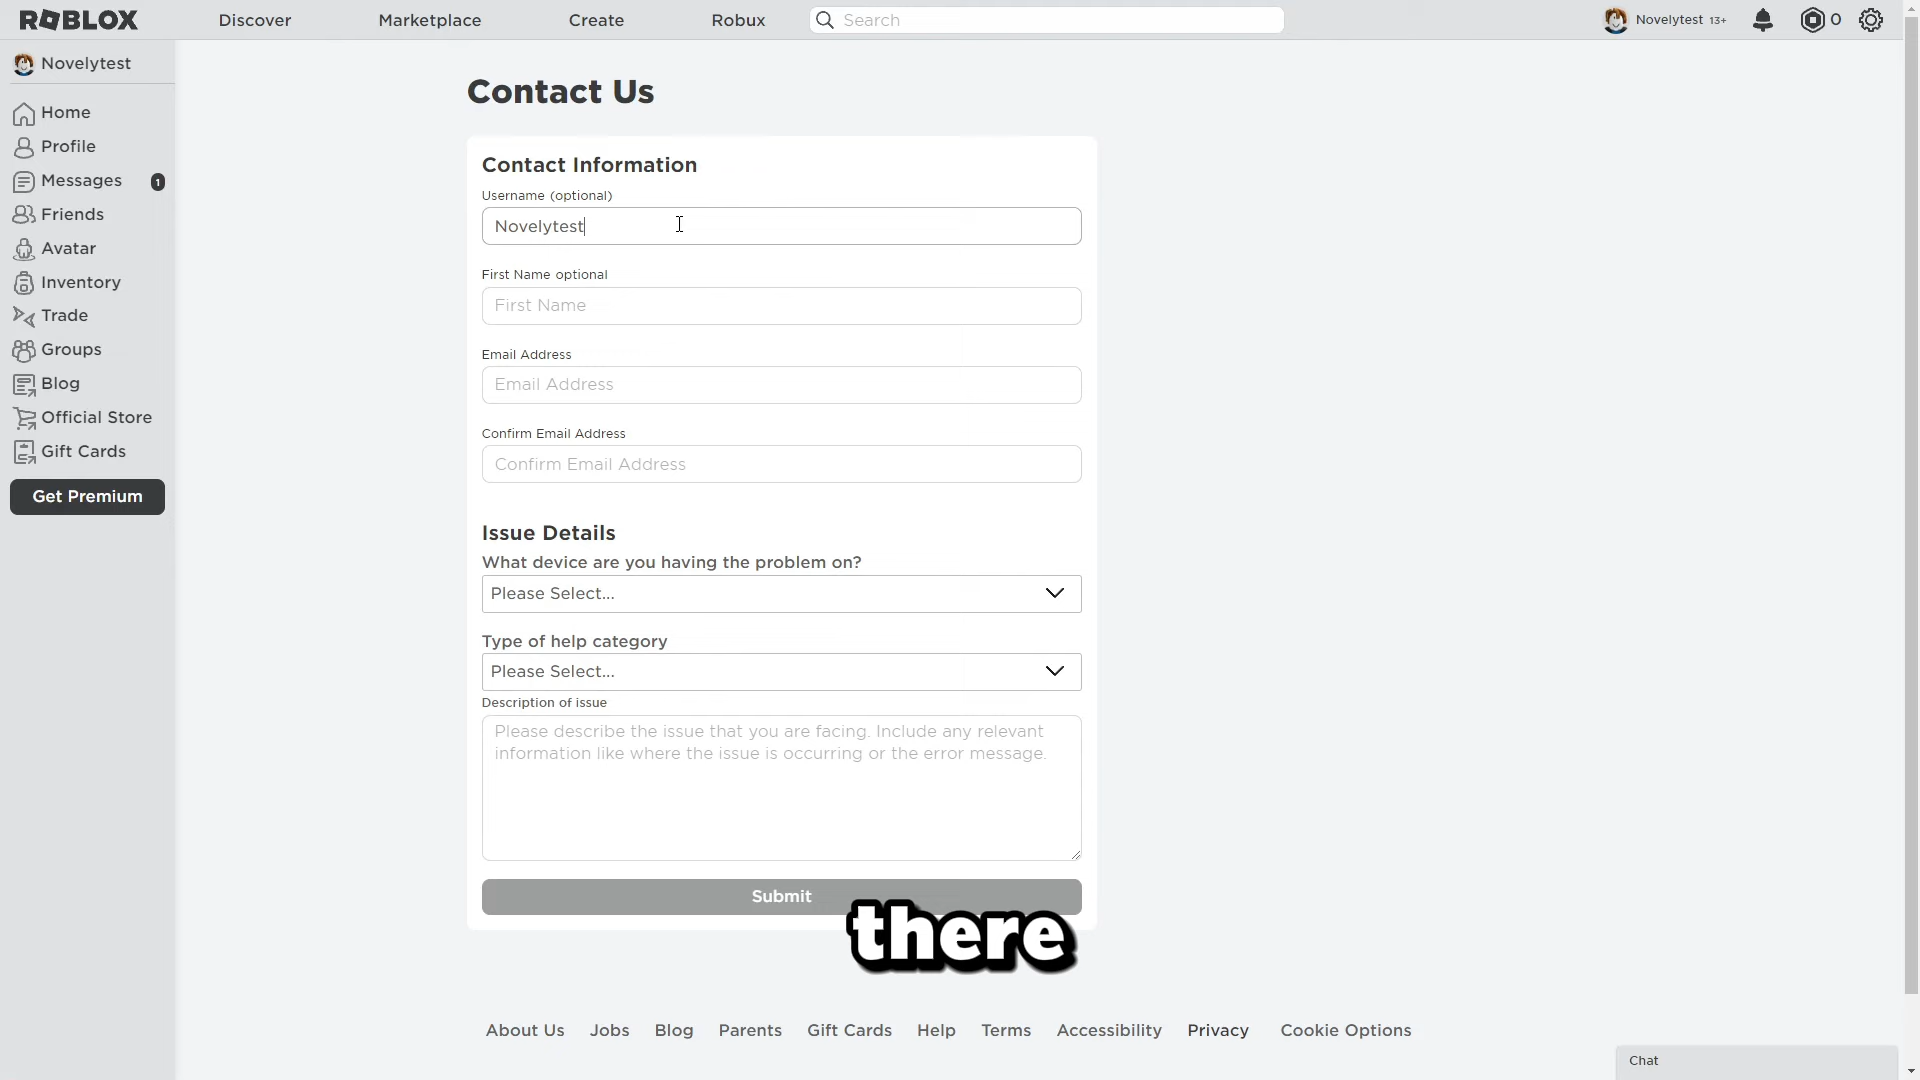 ROBLOX
Discover
Marketplace
Create
Robux
Search
Novelytest 13+
0
Novelytest
Home
Profile
Messages
1
Friends
Avatar
Inventory
Trade
Groups
Blog
Official Store
Gift Cards
Get Premium
Contact Us
Contact Information
Username (optional)
Novelytest
First Name optional
First Name
Email Address
Email Address
Confirm Email Address
Confirm Email Address
Issue Details
What device are you having the problem on?
Please Select...
Type of help category
Please Select...
Description of issue
Please describe the issue that you are facing. Include any relevant
information like where the issue is occurring or the error message.
Submit
there
About Us
Jobs
Blog
Parents
Gift Cards
Help
Terms
Accessibility
Privacy
Cookie Options
Chat